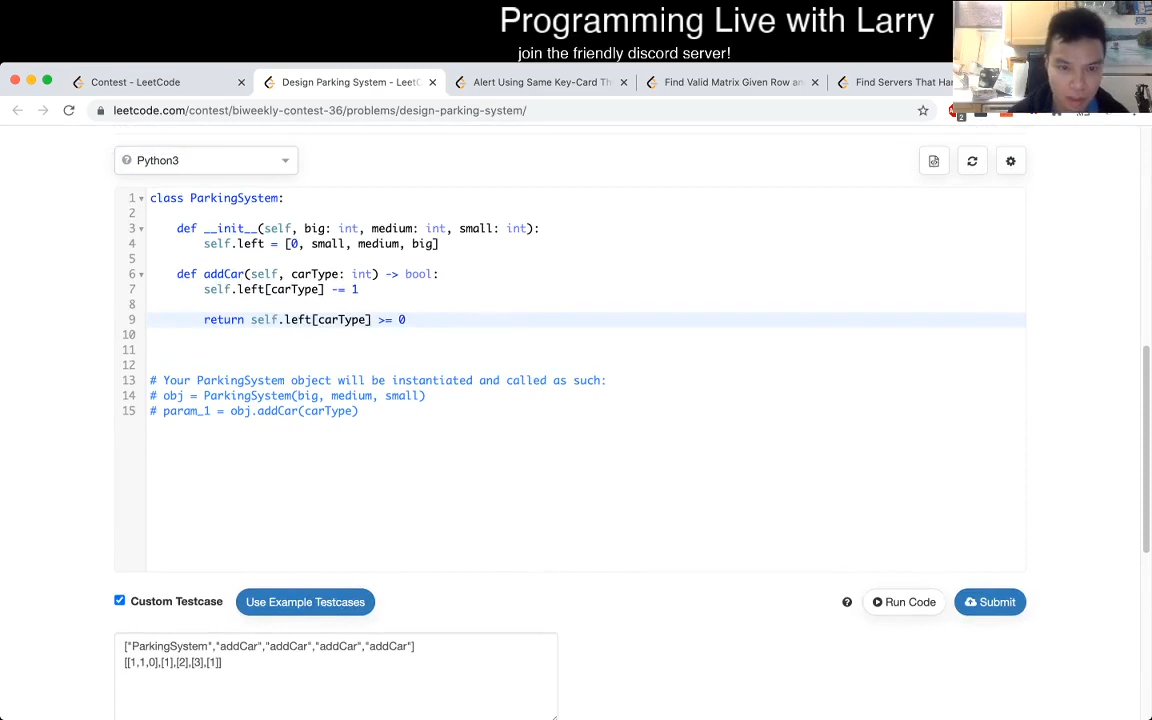 Programming Live with Larry
join the friendly discord server!
Contest - LeetCode
Design Parking System - LeetC
Alert Using Same Key-Card Th
Find Valid Matrix Given Row an
Find Servers That Han
leetcode.com/contest/biweekly-contest-36/problems/design-parking-system/
2
Python3
1 class ParkingSystem:
2
3 def __init__(self, big: int, medium: int, small: int):
4 self.left = [0, small, medium, big]
5
6 def addCar(self, carType: int) -> bool:
7 self.left[carType] -= 1
8
9 return self.left[carType] >= 0
10
11
12
13 # Your ParkingSystem object will be instantiated and called as such:
14 # obj = ParkingSystem(big, medium, small)
15 # param_1 = obj.addCar(carType)
Custom Testcase
Use Example Testcases
Run Code
Submit
["ParkingSystem","addCar","addCar","addCar","addCar"]
[[1,1,0],[1],[2],[3],[1]]